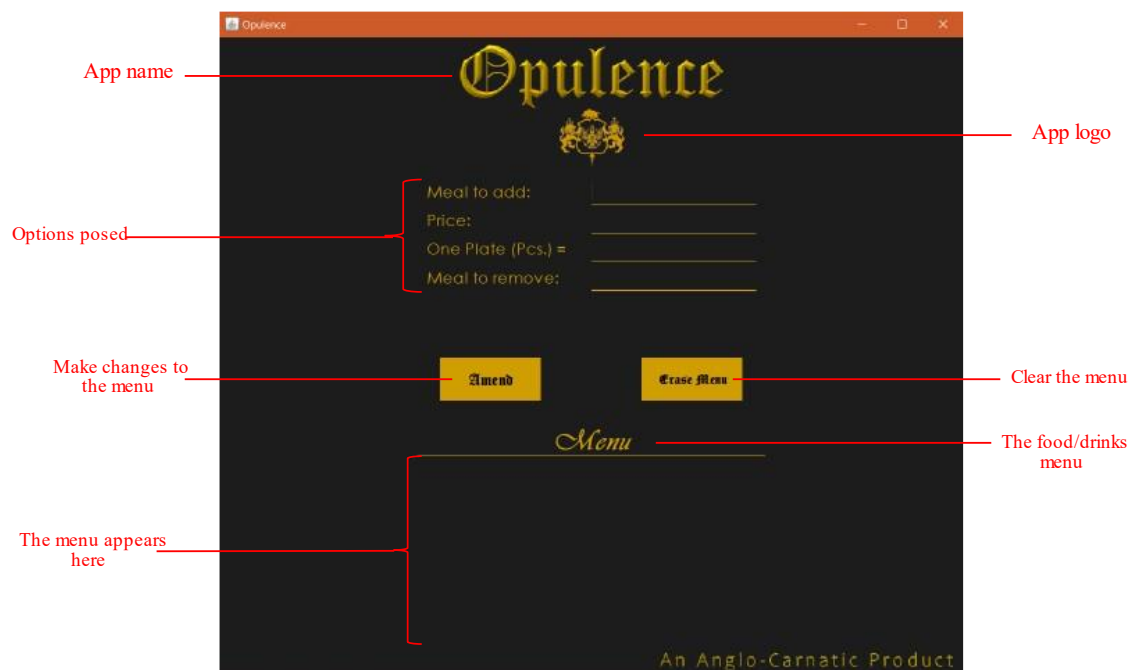 Opulence
Opulence
App name
App logo
Meal to add:
Price:
Options posed
One Plate (Pcs.) =
Meal to remove:
Make changes to
the menu
Amend
Erase Menu
Clear the menu
Menu
The food/drinks
menu
The menu appears
here
An Anglo-Carnatic Product